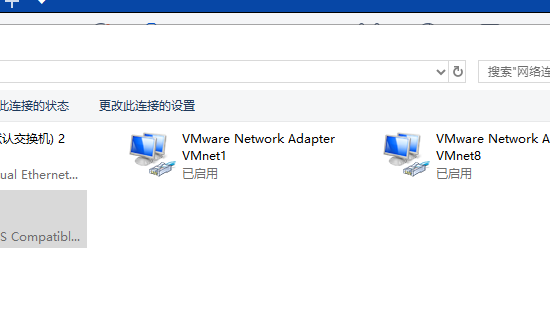 搜索"网络连
此连接的状态 更改此连接的设置
认交换机) 2
ual Ethernet...
S Compatibl...
VMware Network Adapter
VMnet1
已启用
VMware Network A
VMnet8
已启用